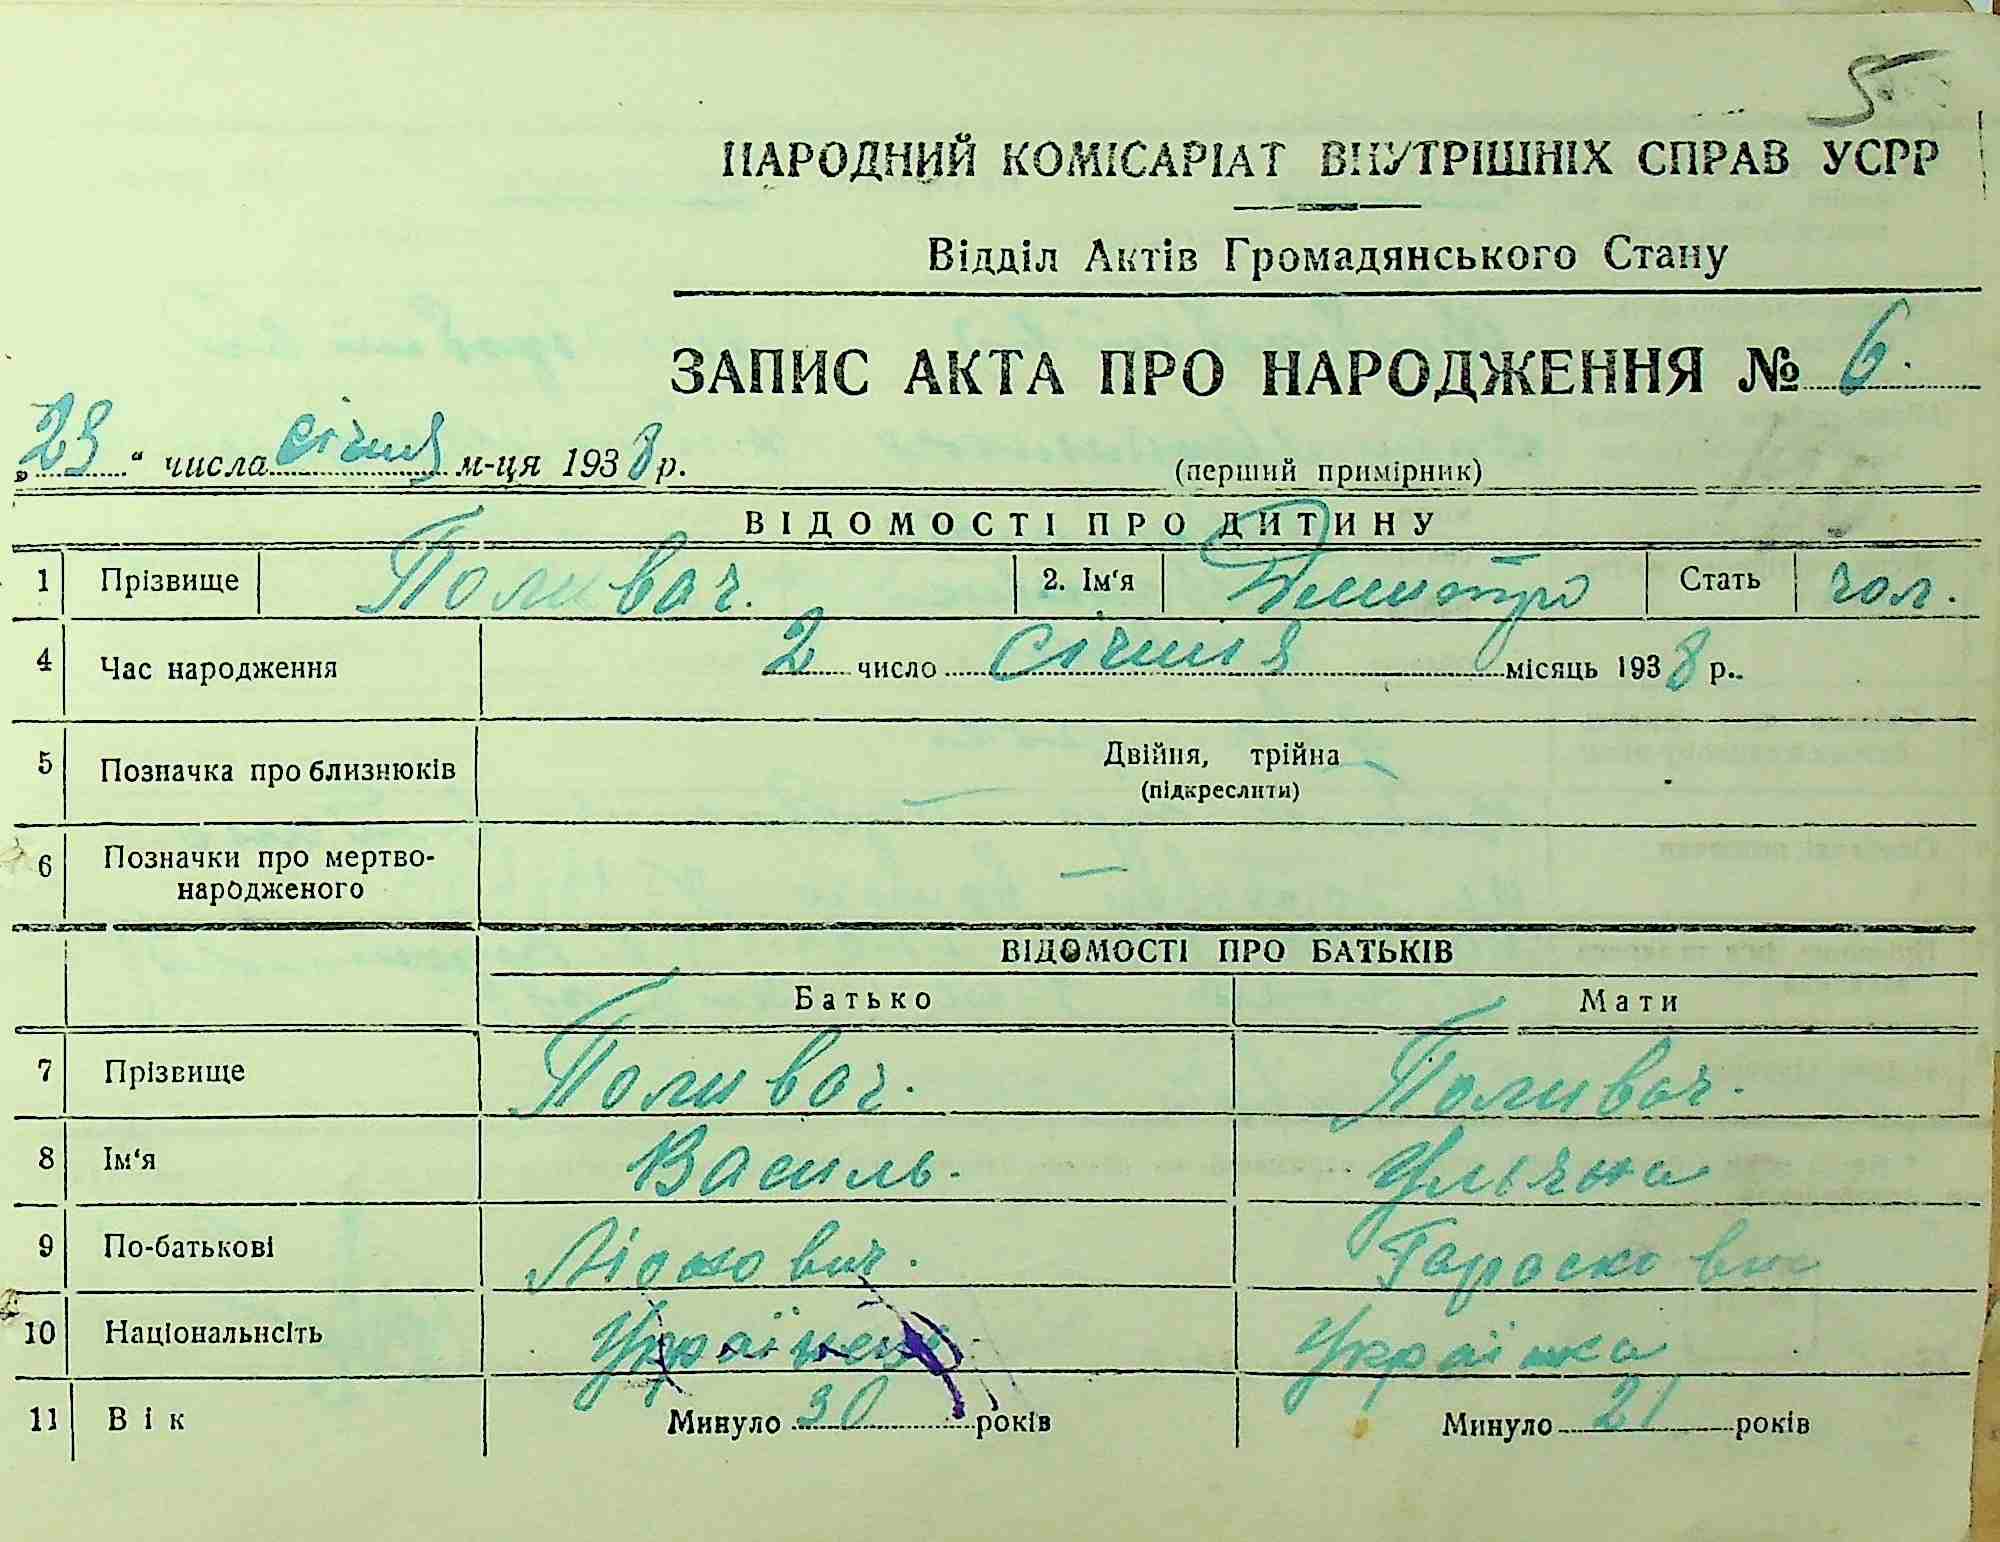 5
НАРОДНИЙ КОМІСАРІАТ ВНУТРІШНІХ СПРАВ УСРР
Відділ Актів Громадянського Стану
ЗАПИС АКТА ПРО НАРОДЖЕННЯ № 6.
„23“ числа січня м-ця 1938 р. (перший примірник)
ВІДОМОСТІ ПРО ДИТИНУ
1 Прізвище Поливач. 2. Ім‘я Дмитро Стать чол.
4 Час народження 2 число січня місяць 1938 р..
5 Позначка про близнюків Двійня, трійна
(підкреслити)
6 Позначки про мертво-
народженого —
ВІДОМОСТІ ПРО БАТЬКІВ
Батько Мати
7 Прізвище Поливач. Поливач.
8 Ім‘я Василь. Улічна
9 По-батькові Тарасковна
10 Національнсіть Українець Українка
11 Вік Минуло 30 років Минуло 21 років